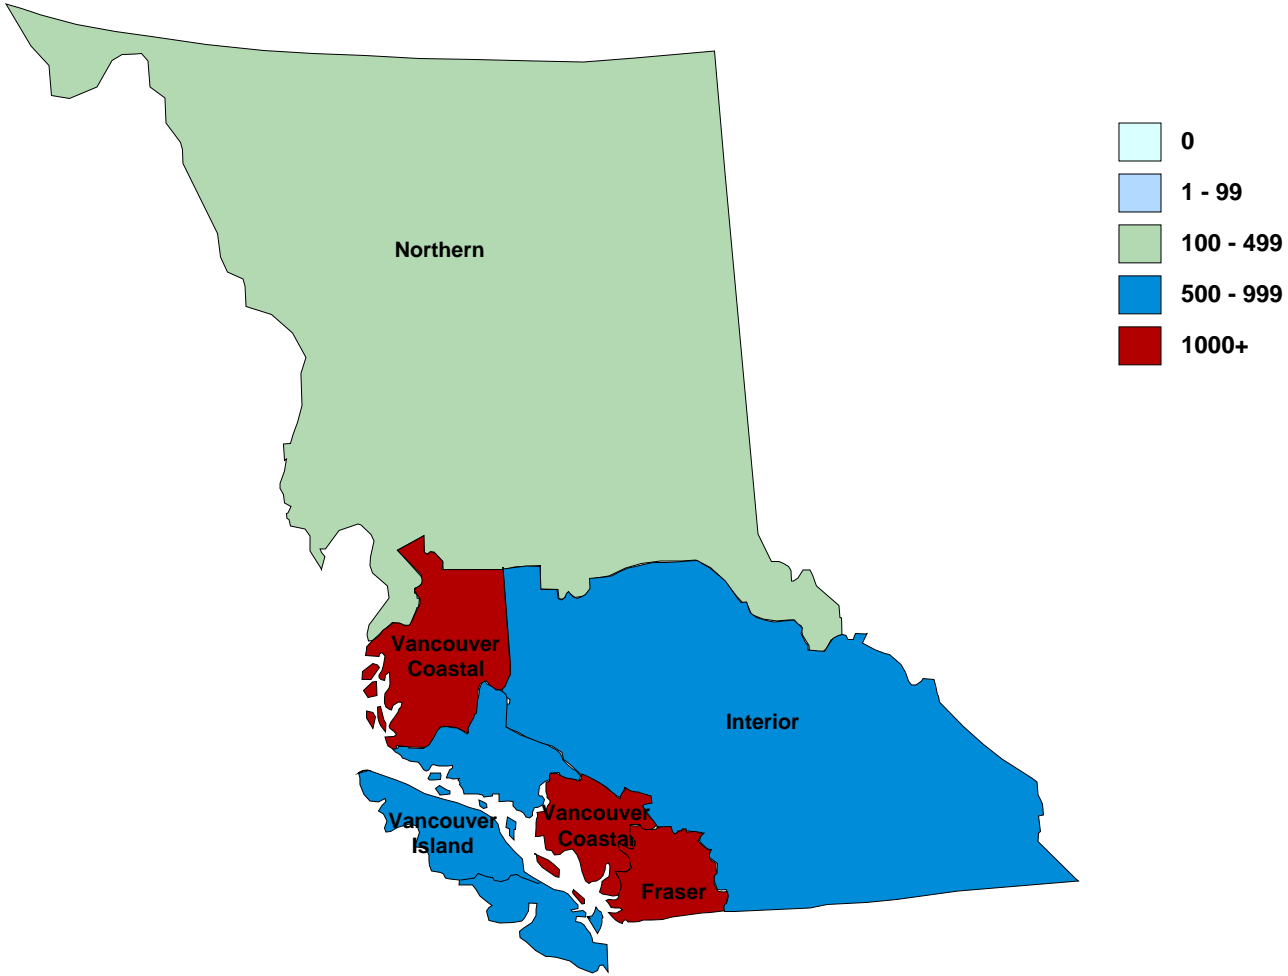 0
1 - 99
100 - 499
500 - 999
1000+
Northern
Vancouver
Coastal
Interior
Vancouver
Island
Vancouver
Coastal
Fraser